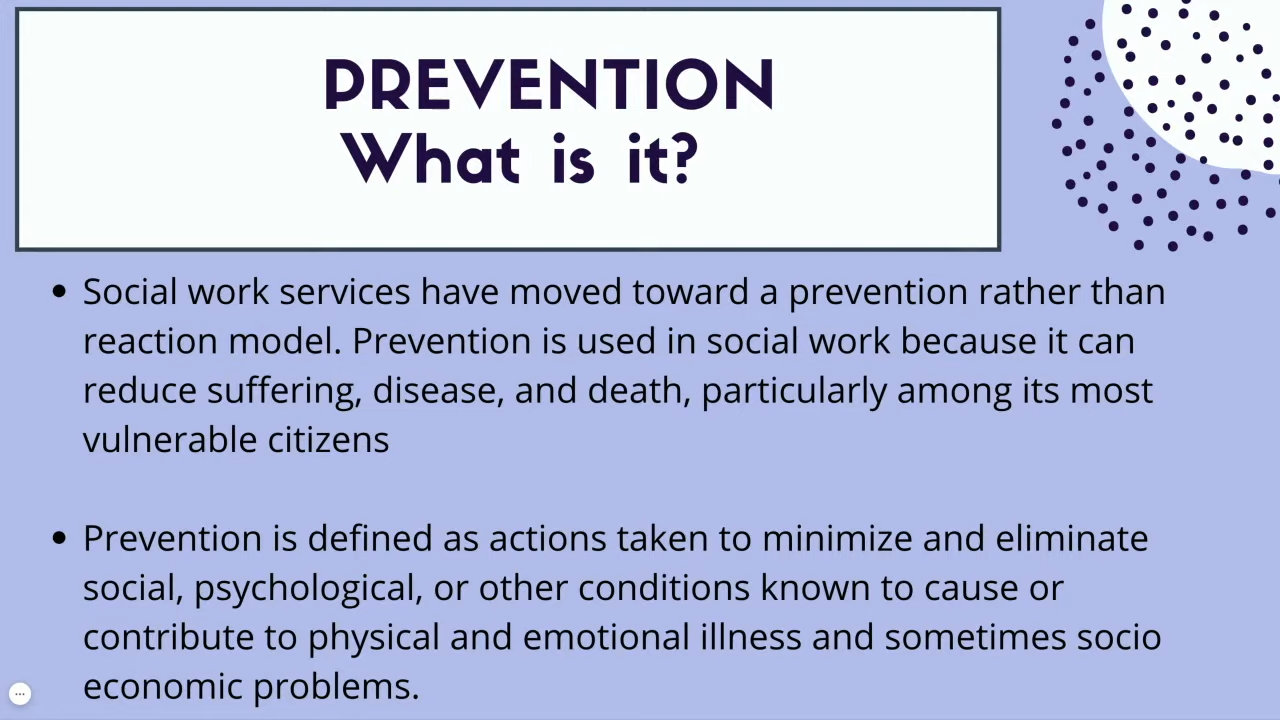 PREVENTION
What is it?
• Social work services have moved toward a prevention rather than
reaction model. Prevention is used in social work because it can
reduce suffering, disease, and death, particularly among its most
vulnerable citizens
• Prevention is defined as actions taken to minimize and eliminate
social, psychological, or other conditions known to cause or
contribute to physical and emotional illness and sometimes socio
economic problems.